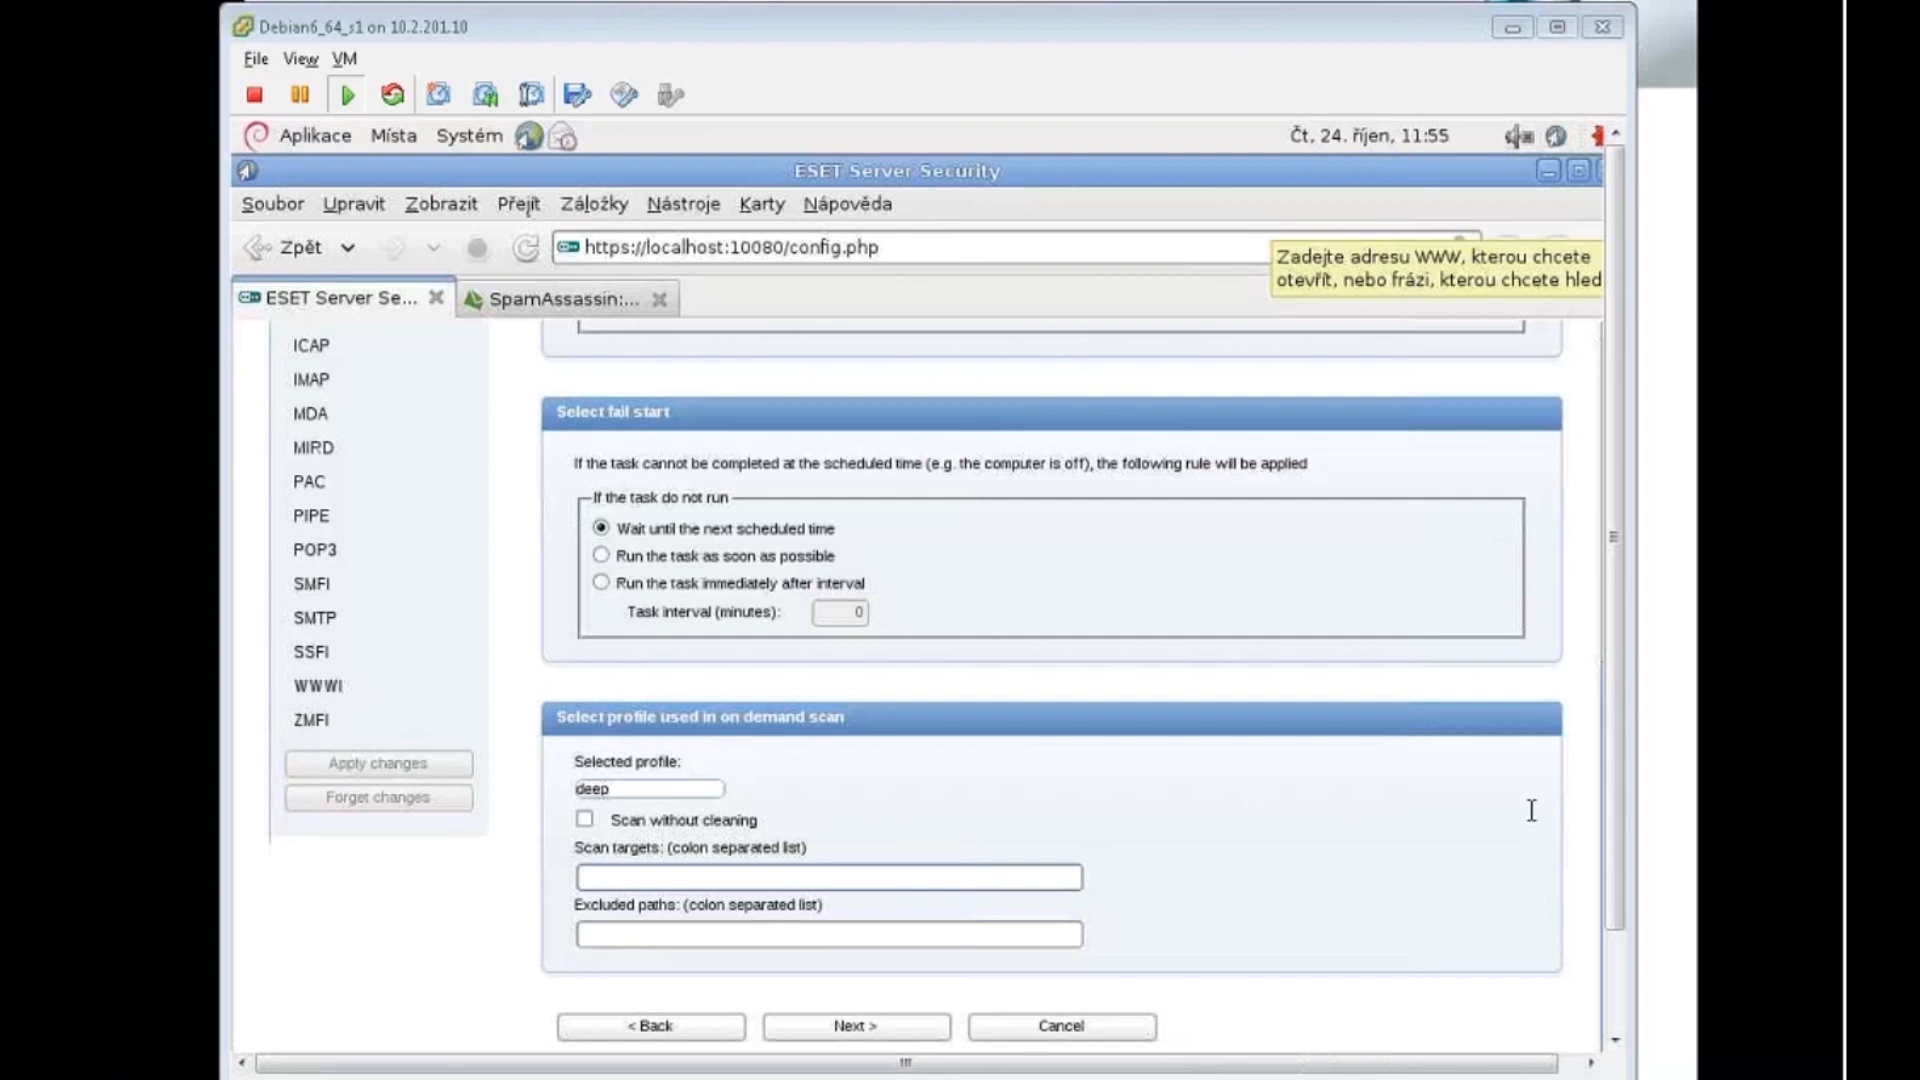 Debian6_64_s1 on 10.2.201.10
File View VM
Aplikace Místa Systém Čt, 24. říjen, 11:55
ESET Server Security
Soubor Upravit Zobrazit Přejít Záložky Nástroje Karty Nápověda
Zpět https://localhost:10080/config.php
Zadejte adresu WWW, kterou chcete
otevřít, nebo frázi, kterou chcete hled
ESET Server Se... SpamAssassin:...
ICAP
IMAP
MDA
MIRD
PAC
PIPE
POP3
SMFI
SMTP
SSFI
WWWI
ZMFI
Apply changes
Forget changes
Select fail start
If the task cannot be completed at the scheduled time (e.g. the computer is off), the following rule will be applied
If the task do not run
Wait until the next scheduled time
Run the task as soon as possible
Run the task immediately after interval
Task interval (minutes): 0
Select profile used in on demand scan
Selected profile:
deep
Scan without cleaning
Scan targets: (colon separated list)
Excluded paths: (colon separated list)
< Back Next > Cancel